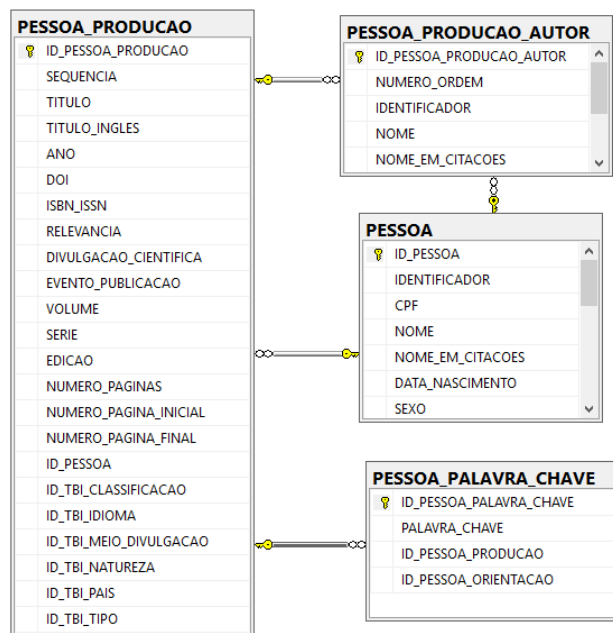 PESSOA_PRODUCAO
ID_PESSOA_PRODUCAO
SEQUENCIA
TITULO
TITULO_INGLES
ANO
DOI
ISBN_ISSN
RELEVANCIA
DIVULGACAO_CIENTIFICA
EVENTO_PUBLICACAO
VOLUME
SERIE
EDICAO
NUMERO_PAGINAS
NUMERO_PAGINA_INICIAL
NUMERO_PAGINA_FINAL
ID_PESSOA
ID_TBI_CLASSIFICACAO
ID_TBI_IDIOMA
ID_TBI_MEIO_DIVULGACAO
ID_TBI_NATUREZA
ID_TBI_PAIS
ID_TBI_TIPO
PESSOA_PRODUCAO_AUTOR
ID_PESSOA_PRODUCAO_AUTOR
NUMERO_ORDEM
IDENTIFICADOR
NOME
NOME_EM_CITACOES
PESSOA
ID_PESSOA
IDENTIFICADOR
CPF
NOME
NOME_EM_CITACOES
DATA_NASCIMENTO
SEXO
PESSOA_PALAVRA_CHAVE
ID_PESSOA_PALAVRA_CHAVE
PALAVRA_CHAVE
ID_PESSOA_PRODUCAO
ID_PESSOA_ORIENTACAO